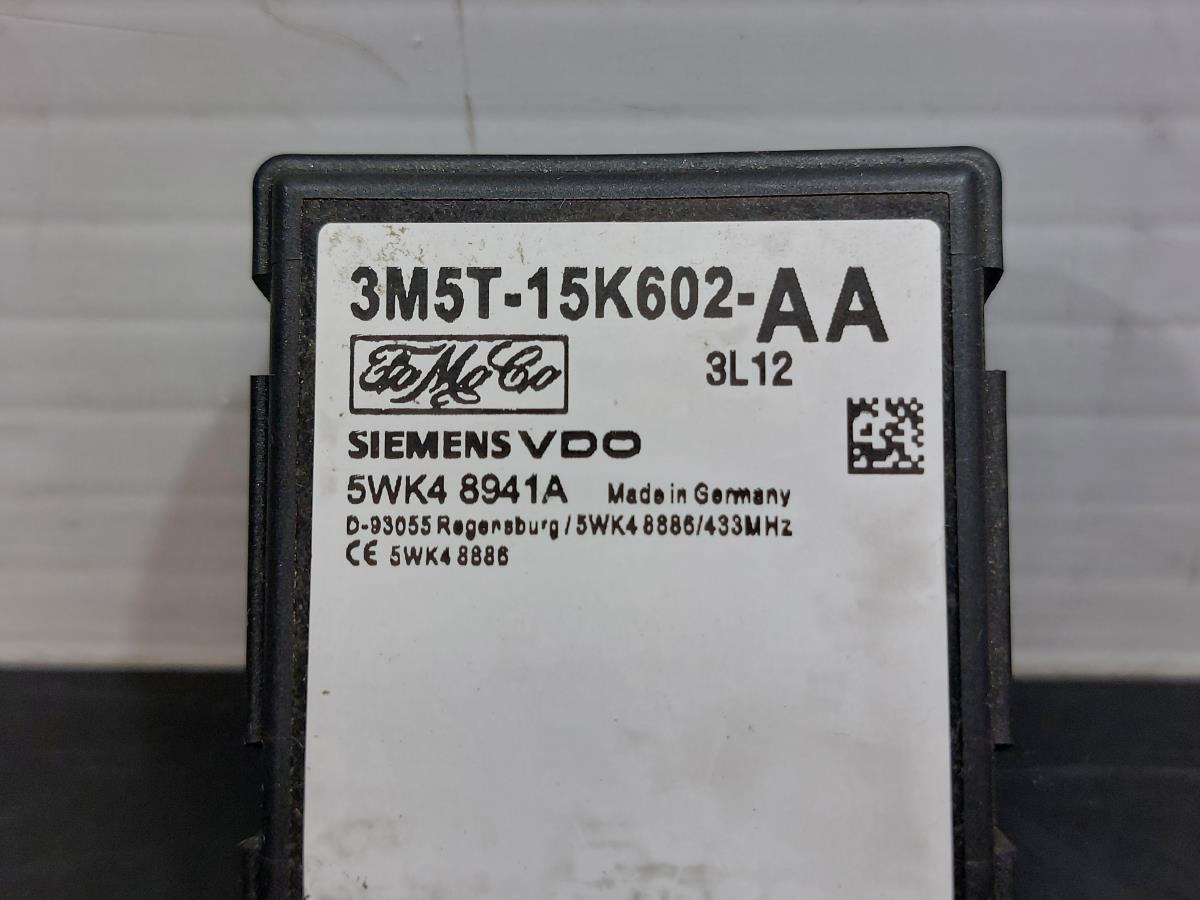 3M5T-15K602-AA
FoMoCo
3L12
SIEMENS VDO
5WK4 8941A Made in Germany
D-93055 Regensburg/5WK4 8886/433MHz
CE 5WK4 8886